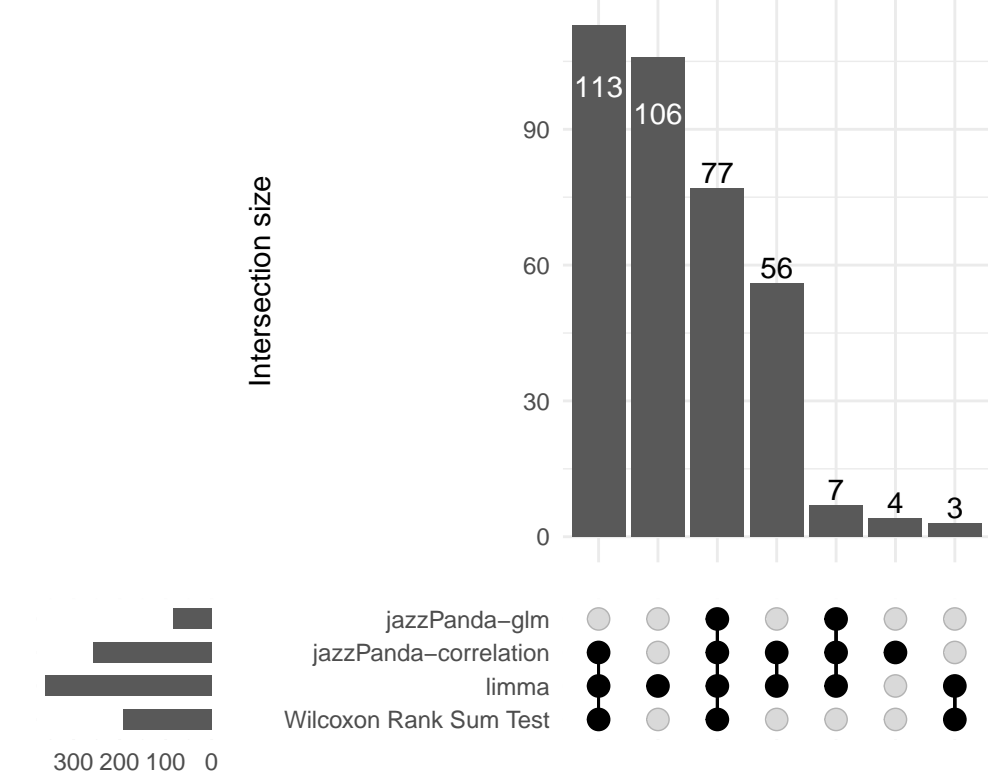 Intersection size
90
60
30
0
113
106
77
56
7
4
3
jazzPanda−glm
jazzPanda−correlation
limma
Wilcoxon Rank Sum Test
300 200 100 0